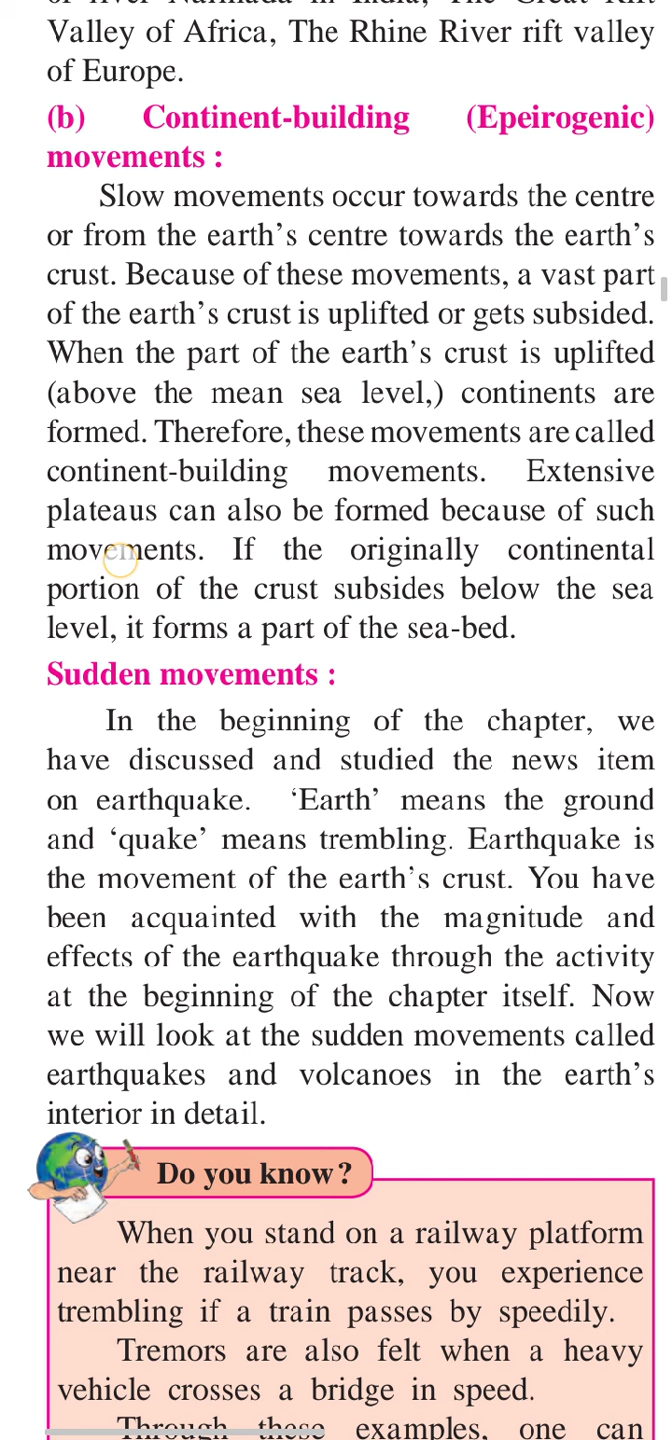 of river Narmada in India, The Great Rift
Valley of Africa, The Rhine River rift valley
of Europe.
(b) Continent-building (Epeirogenic)
movements :
Slow movements occur towards the centre
or from the earth’s centre towards the earth’s
crust. Because of these movements, a vast part
of the earth’s crust is uplifted or gets subsided.
When the part of the earth’s crust is uplifted
(above the mean sea level,) continents are
formed. Therefore, these movements are called
continent-building movements. Extensive
plateaus can also be formed because of such
movements. If the originally continental
portion of the crust subsides below the sea
level, it forms a part of the sea-bed.
Sudden movements :
In the beginning of the chapter, we
have discussed and studied the news item
on earthquake. ‘Earth’ means the ground
and ‘quake’ means trembling. Earthquake is
the movement of the earth’s crust. You have
been acquainted with the magnitude and
effects of the earthquake through the activity
at the beginning of the chapter itself. Now
we will look at the sudden movements called
earthquakes and volcanoes in the earth’s
interior in detail.
Do you know?
When you stand on a railway platform
near the railway track, you experience
trembling if a train passes by speedily.
Tremors are also felt when a heavy
vehicle crosses a bridge in speed.
Through these examples, one can